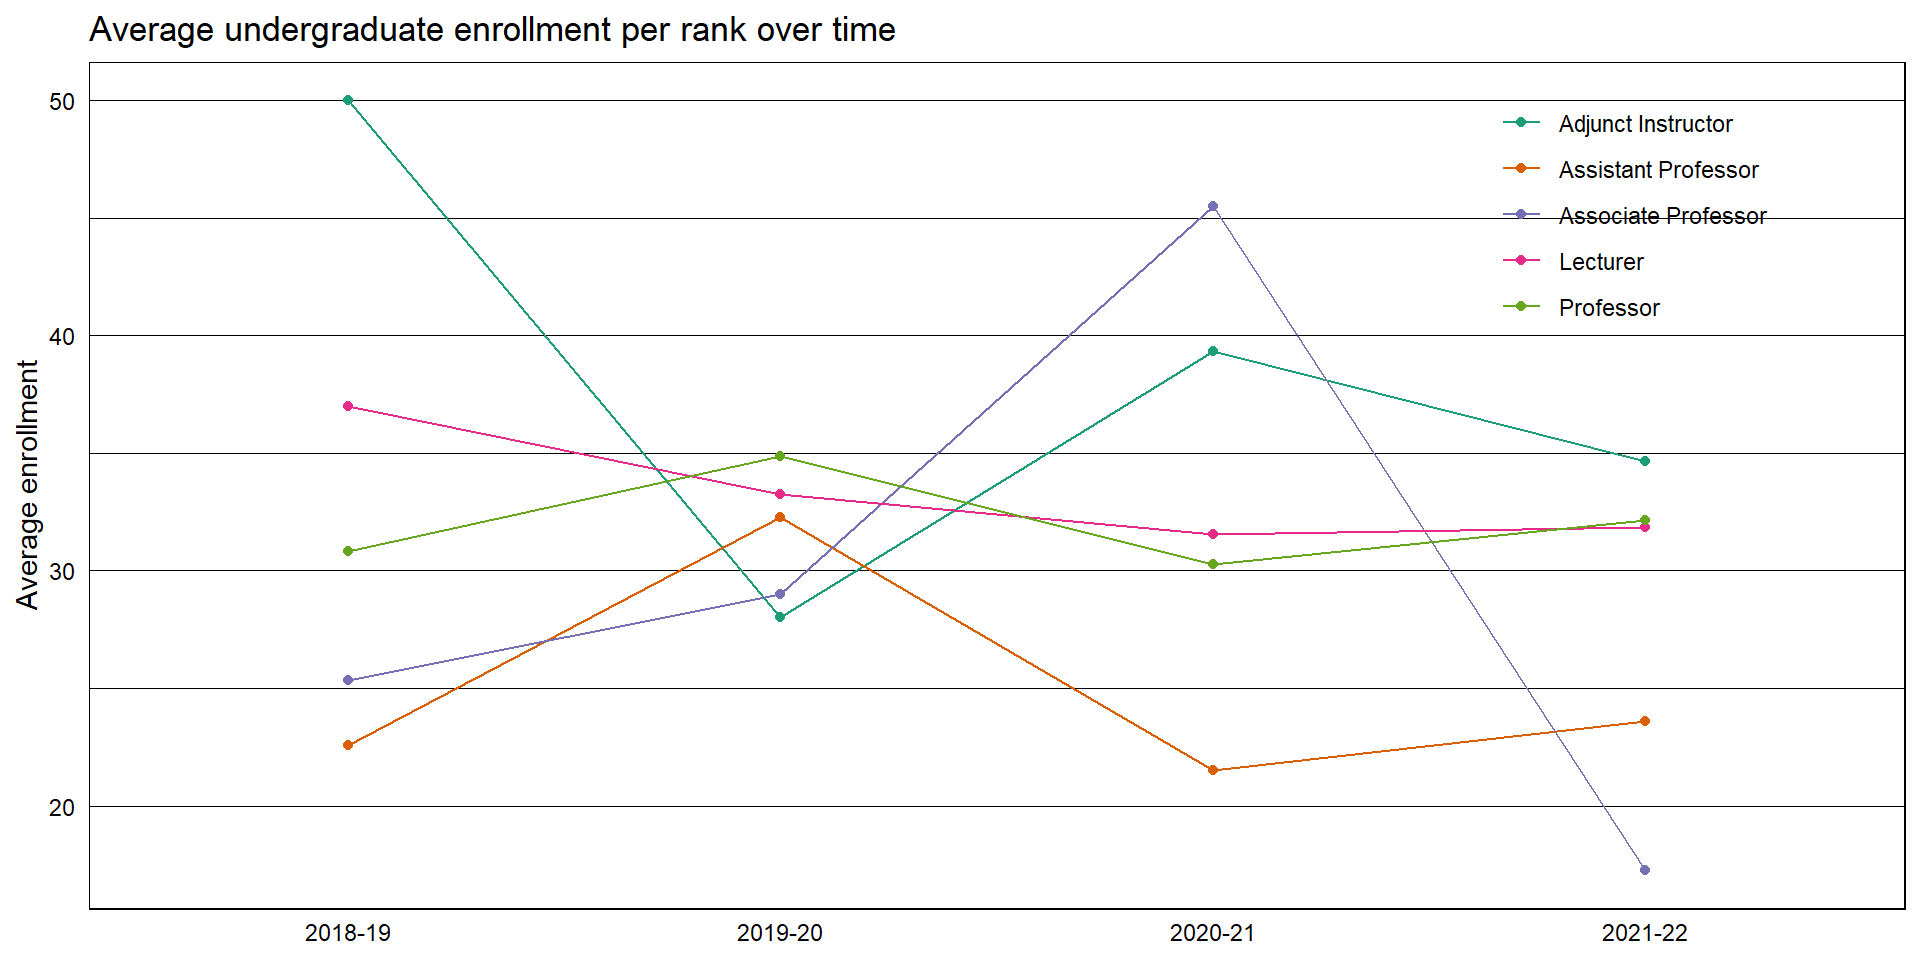 Average undergraduate enrollment per rank over time
Average enrollment
50
40
30
20
Adjunct Instructor
Assistant Professor
Associate Professor
Lecturer
Professor
2018-19
2019-20
2020-21
2021-22